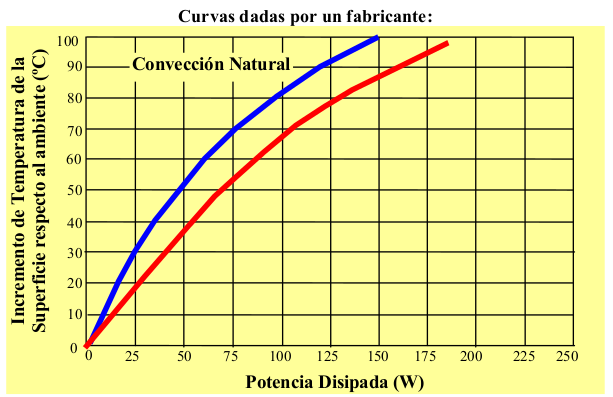 Curvas dadas por un fabricante:
Convección Natural
Incremento de Temperatura de la
Superficie respecto al ambiente (ºC)
100
90
80
70
60
50
40
30
20
10
0
0 25 50 75 100 125 150 175 200 225 250
Potencia Disipada (W)